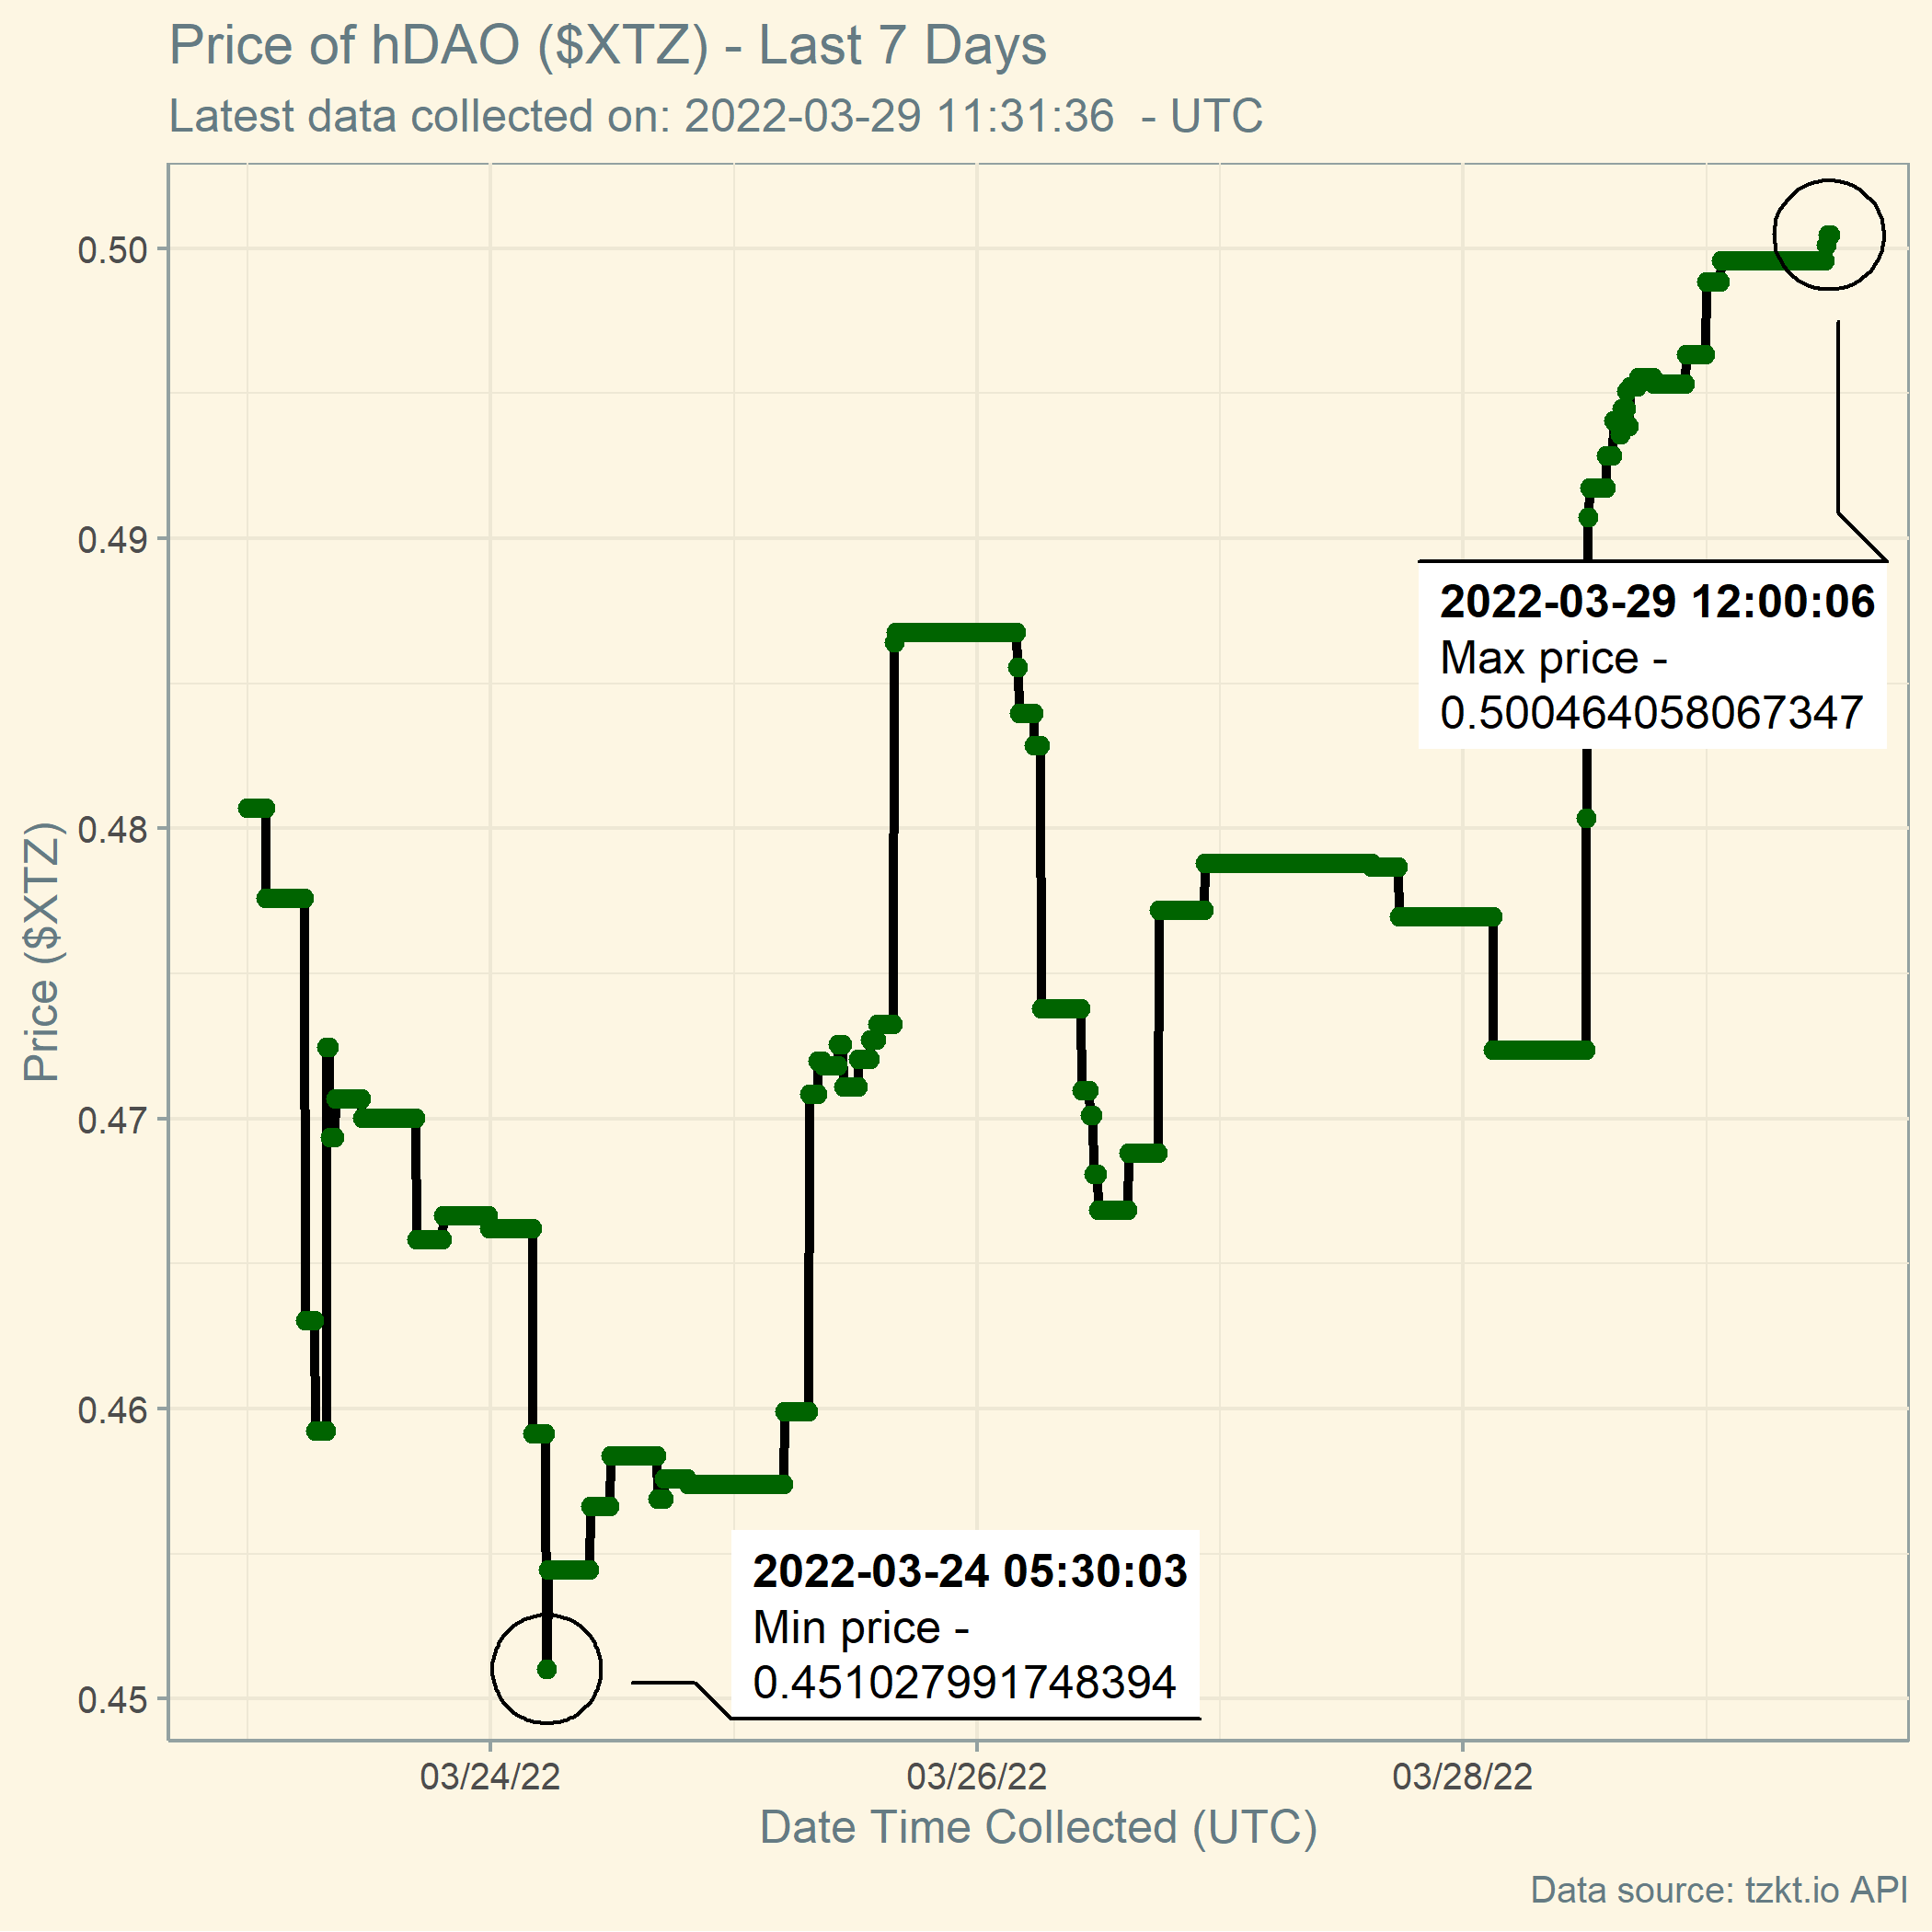 Price of hDAO ($XTZ) - Last 7 Days
Latest data collected on: 2022-03-29 11:31:36  - UTC
0.50
0.49
0.48
0.47
0.46
0.45
Price ($XTZ)
2022-03-29 12:00:06
Max price -
0.500464058067347
2022-03-24 05:30:03
Min price -
0.451027991748394
03/24/22
03/26/22
03/28/22
Date Time Collected (UTC)
Data source: tzkt.io API